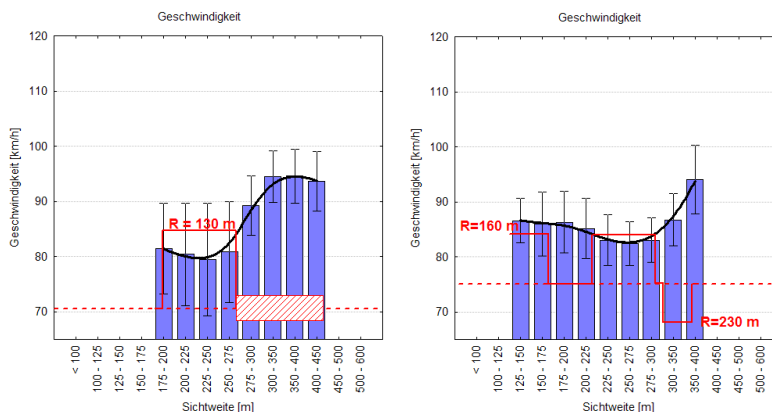 Geschwindigkeit
120
110
100
90
80
70
Geschwindigkeit [km/h]
R = 130 m
< 100
100 - 125
125 - 150
150 - 175
175 - 200
200 - 225
225 - 250
250 - 275
275 - 300
300 - 350
350 - 400
400 - 450
450 - 500
500 - 600
Sichtweite [m]
Geschwindigkeit
120
110
100
90
80
70
Geschwindigkeit [km/h]
R=160 m
R=230 m
< 100
100 - 125
125 - 150
150 - 175
175 - 200
200 - 225
225 - 250
250 - 275
275 - 300
300 - 350
350 - 400
400 - 450
450 - 500
500 - 600
Sichtweite [m]